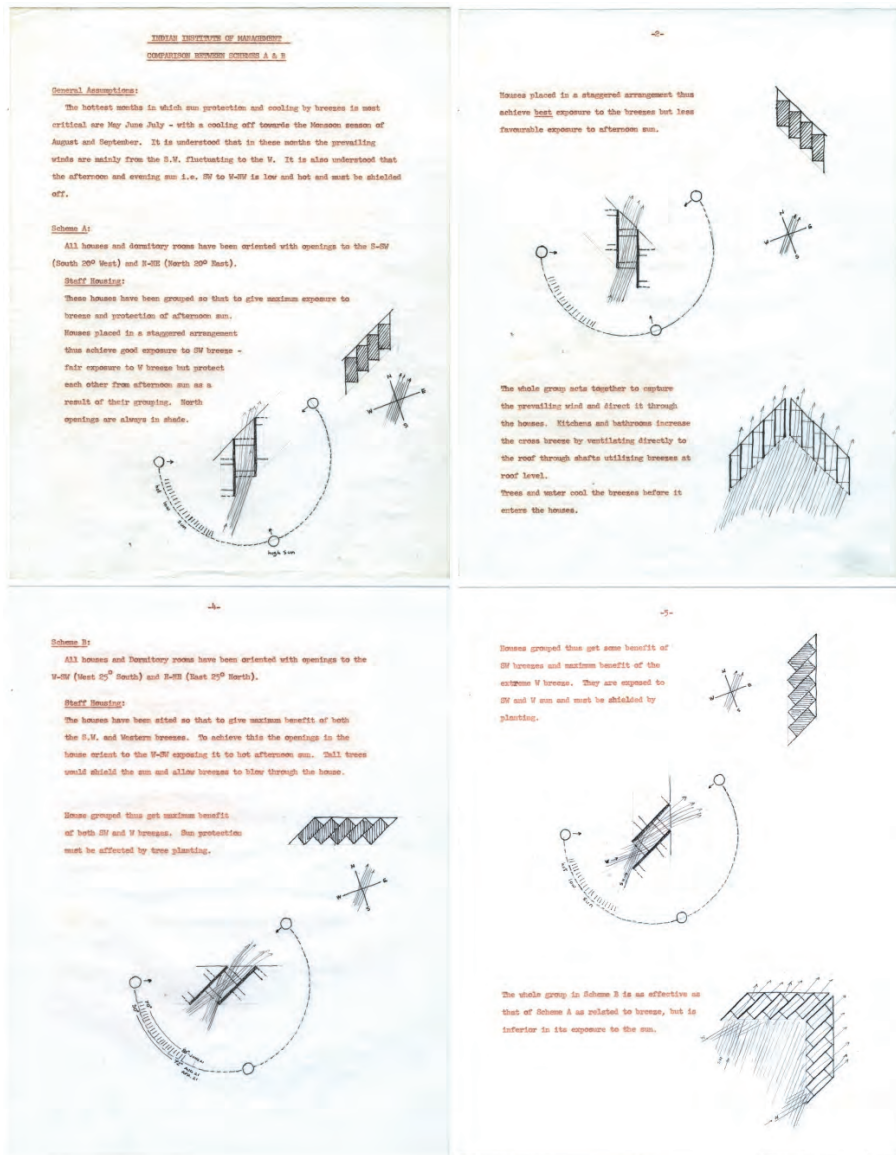 INDIAN INSTITUTE OF MANAGEMENT
COMPARISON BETWEEN SCHEMES A & B
General Assumptions:
The hottest months in which sun protection and cooling by breezes is most
critical are May June July - with a cooling off towards the Monsoon season of
August and September. It is understood that in these months the prevailing
winds are mainly from the S.W. fluctuating to the W. It is also understood that
the afternoon and evening sun i.e. SW to W-SW is low and hot and must be shielded
off.
Scheme A:
All houses and dormitory rooms have been oriented with openings to the S-SW
(South 20° West) and N-NE (North 20° East).
Staff Housing:
These houses have been grouped so that to give maximum exposure to
breeze and protection of afternoon sun.
Houses placed in a staggered arrangement
thus achieve good exposure to SW breeze -
fair exposure to W breeze but protect
each other from afternoon sun as a
result of their grouping. North
openings are always in shade.
N
W
S
hot
low
sun
high sun
-2-
Houses placed in a staggered arrangement thus
achieve best exposure to the breezes but less
favourable exposure to afternoon sun.
The whole group acts together to capture
the prevailing wind and direct it through
the houses. Kitchens and bathrooms increase
the cross breeze by ventilating directly to
the roof through shafts utilizing breezes at
roof level.
Trees and water cool the breezes before it
enters the houses.
-4-
Scheme B:
All houses and Dormitory rooms have been oriented with openings to the
W-SW (West 25° South) and E-NE (East 25° North).
Staff Housing:
The houses have been sited so that to give maximum benefit of both
the S.W. and Western breezes. To achieve this the openings in the
house orient to the W-SW exposing it to hot afternoon sun. Tall trees
would shield the sun and allow breezes to blow through the house.
House grouped thus get maximum benefit
of both SW and W breezes. Sun protection
must be affected by tree planting.
N
S
-5-
Houses grouped thus get some benefit of
SW breezes and maximum benefit of the
extreme W breeze. They are exposed to
SW and W sun and must be shielded by
planting.
hot
low
sun
The whole group in Scheme B is as effective as
that of Scheme A as related to breeze, but is
inferior in its exposure to the sun.